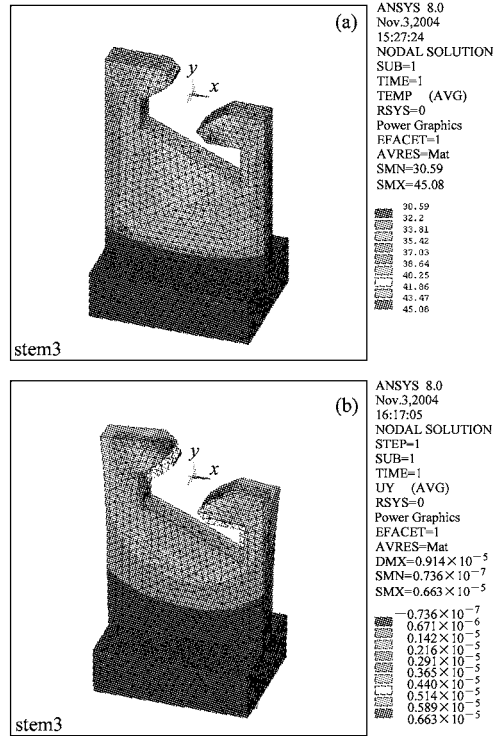 (a)
y
x
stem3
ANSYS 8.0
Nov.3,2004
15:27:24
NODAL SOLUTION
SUB=1
TIME=1
TEMP (AVG)
RSYS=0
Power Graphics
EFACET=1
AVRES=Mat
SMN=30.59
SMX=45.08
30.59
32.2
33.81
35.42
37.03
38.64
40.25
41.86
43.47
45.08
(b)
y
x
stem3
ANSYS 8.0
Nov.3,2004
16:17:05
NODAL SOLUTION
STEP=1
SUB=1
TIME=1
UY (AVG)
RSYS=0
Power Graphics
EFACET=1
AVRES=Mat
DMX=0.914×10⁻⁵
SMN=0.736×10⁻⁷
SMX=0.663×10⁻⁵
−0.736×10⁻⁷
0.671×10⁻⁶
0.142×10⁻⁵
0.216×10⁻⁵
0.291×10⁻⁵
0.365×10⁻⁵
0.440×10⁻⁵
0.514×10⁻⁵
0.589×10⁻⁵
0.663×10⁻⁵